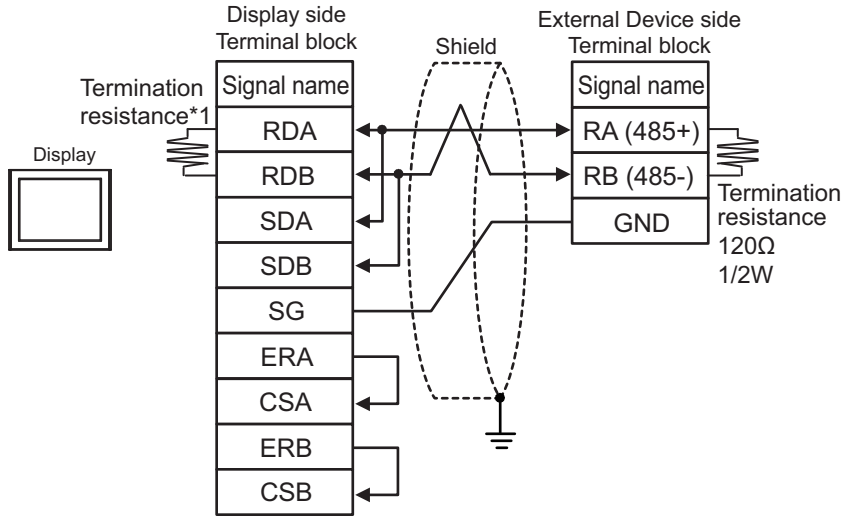 Display side
Terminal block
External Device side
Terminal block
Shield
Termination
resistance*1
Display
Signal name
RDA
RDB
SDA
SDB
SG
ERA
CSA
ERB
CSB
Signal name
RA (485+)
RB (485-)
GND
Termination
resistance
120Ω
1/2W